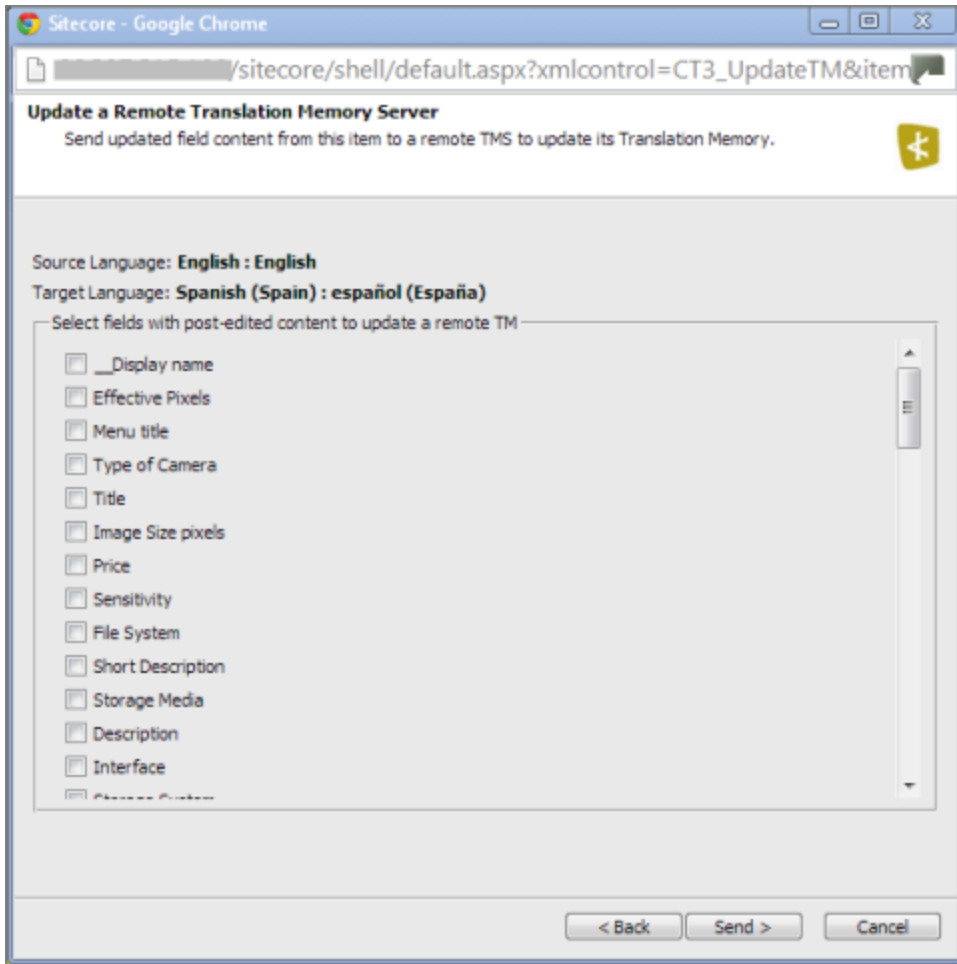 Sitecore - Google Chrome
/sitecore/shell/default.aspx?xmlcontrol=CT3_UpdateTM&item
Update a Remote Translation Memory Server
Send updated field content from this item to a remote TMS to update its Translation Memory.
Source Language: English : English
Target Language: Spanish (Spain) : español (España)
Select fields with post-edited content to update a remote TM
__Display name
Effective Pixels
Menu title
Type of Camera
Title
Image Size pixels
Price
Sensitivity
File System
Short Description
Storage Media
Description
Interface
Storage System
< Back Send > Cancel